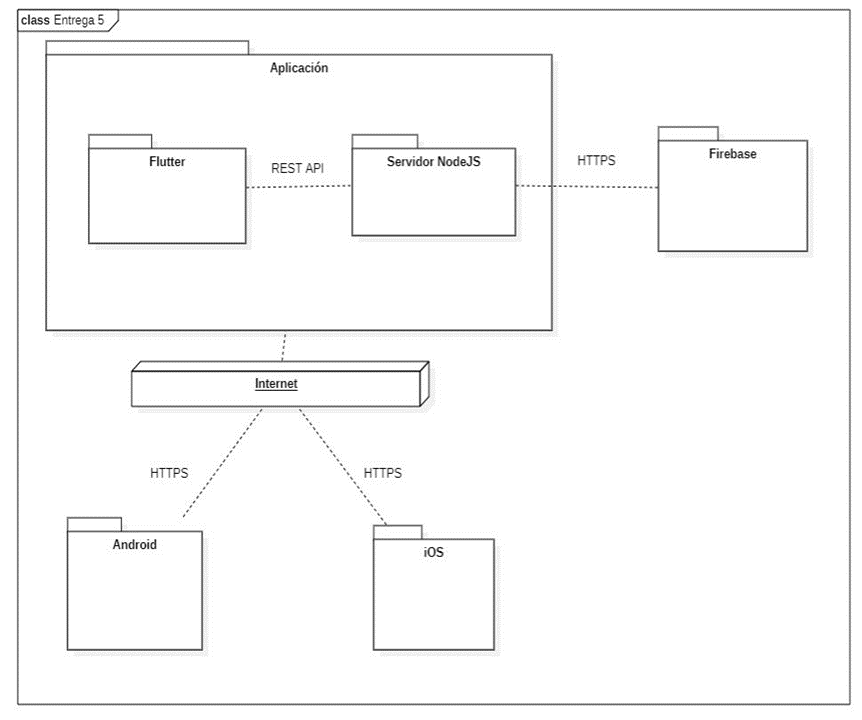 class Entrega 5
Aplicación
Flutter
REST API
Servidor NodeJS
HTTPS
Firebase
Internet
HTTPS
HTTPS
Android
iOS